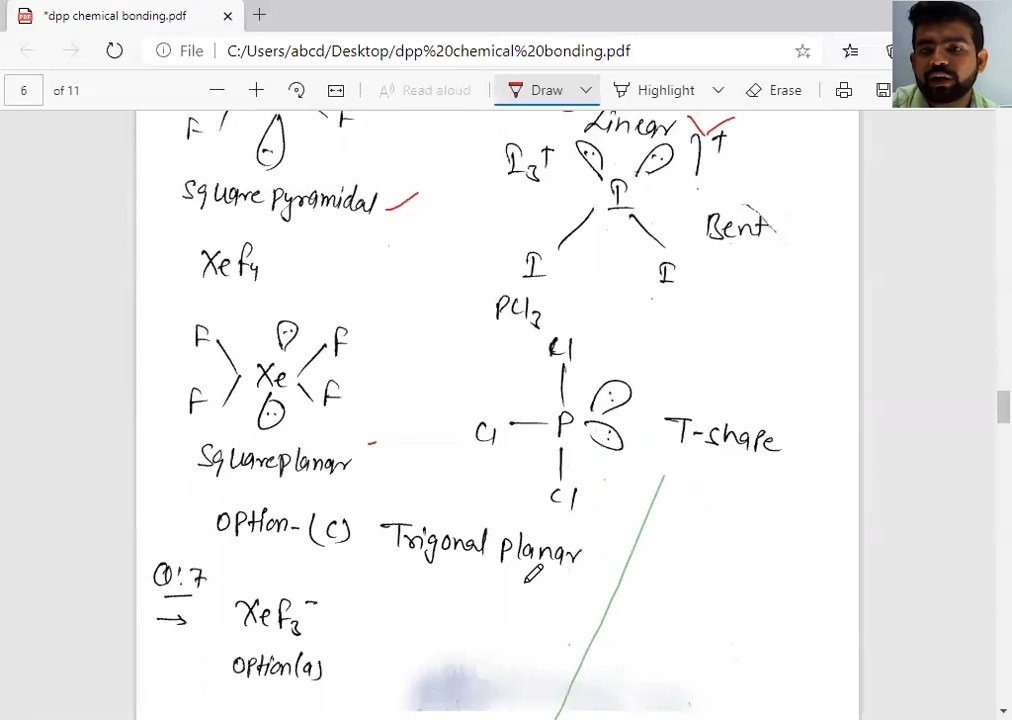 *dpp chemical bonding.pdf
File C:/Users/abcd/Desktop/dpp%20chemical%20bonding.pdf
6 of 11 Read aloud Draw Highlight Erase
F F
Square pyramidal
XeF4
F Xe F
F F
Squareplanar
Option-(C)
Linear
I3+ +
I
I I
Bent
PCl3
Cl
Cl P
Cl
T-shape
Trigonal planar
Q:7
→ XeF3-
Option(a)